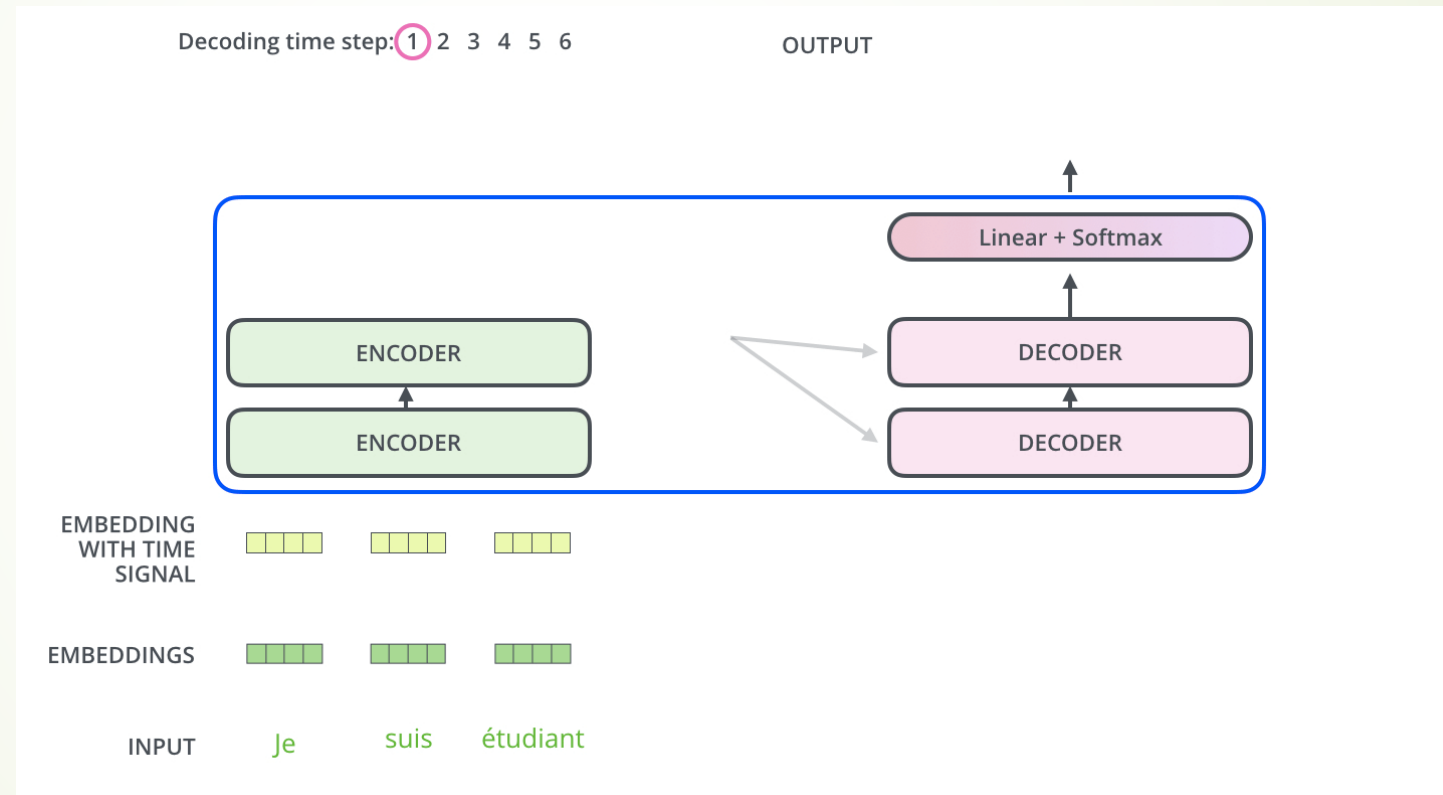 Decoding time step: 1 2 3 4 5 6
OUTPUT
Linear + Softmax
ENCODER
DECODER
ENCODER
DECODER
EMBEDDING
WITH TIME
SIGNAL
EMBEDDINGS
INPUT Je suis étudiant